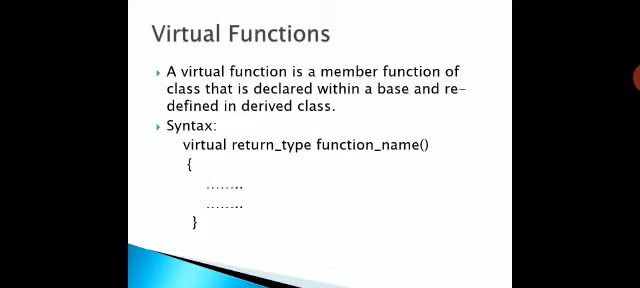 Virtual Functions
A virtual function is a member function of
class that is declared within a base and re-
defined in derived class.
Syntax:
virtual return_type function_name()
{
........
........
}